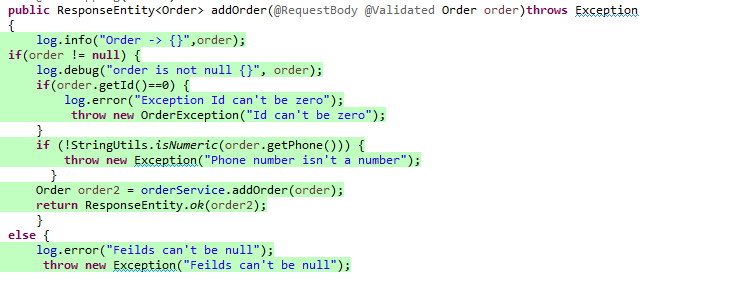 public ResponseEntity<Order> addOrder(@RequestBody @Validated Order order)throws Exception
{
log.info("Order -> {}",order);
if(order != null) {
log.debug("order is not null {}", order);
if(order.getId()==0) {
log.error("Exception Id can't be zero");
throw new OrderException("Id can't be zero");
}
if (!StringUtils.isNumeric(order.getPhone())) {
throw new Exception("Phone number isn't a number");
}
Order order2 = orderService.addOrder(order);
return ResponseEntity.ok(order2);
}
else {
log.error("Feilds can't be null");
throw new Exception("Feilds can't be null");